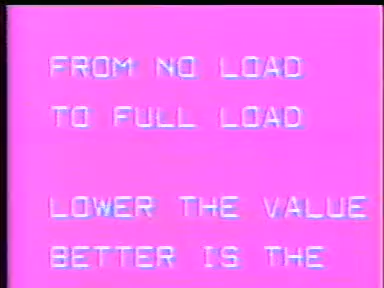 FROM NO LOAD
TO FULL LOAD
LOWER THE VALUE
BETTER IS THE